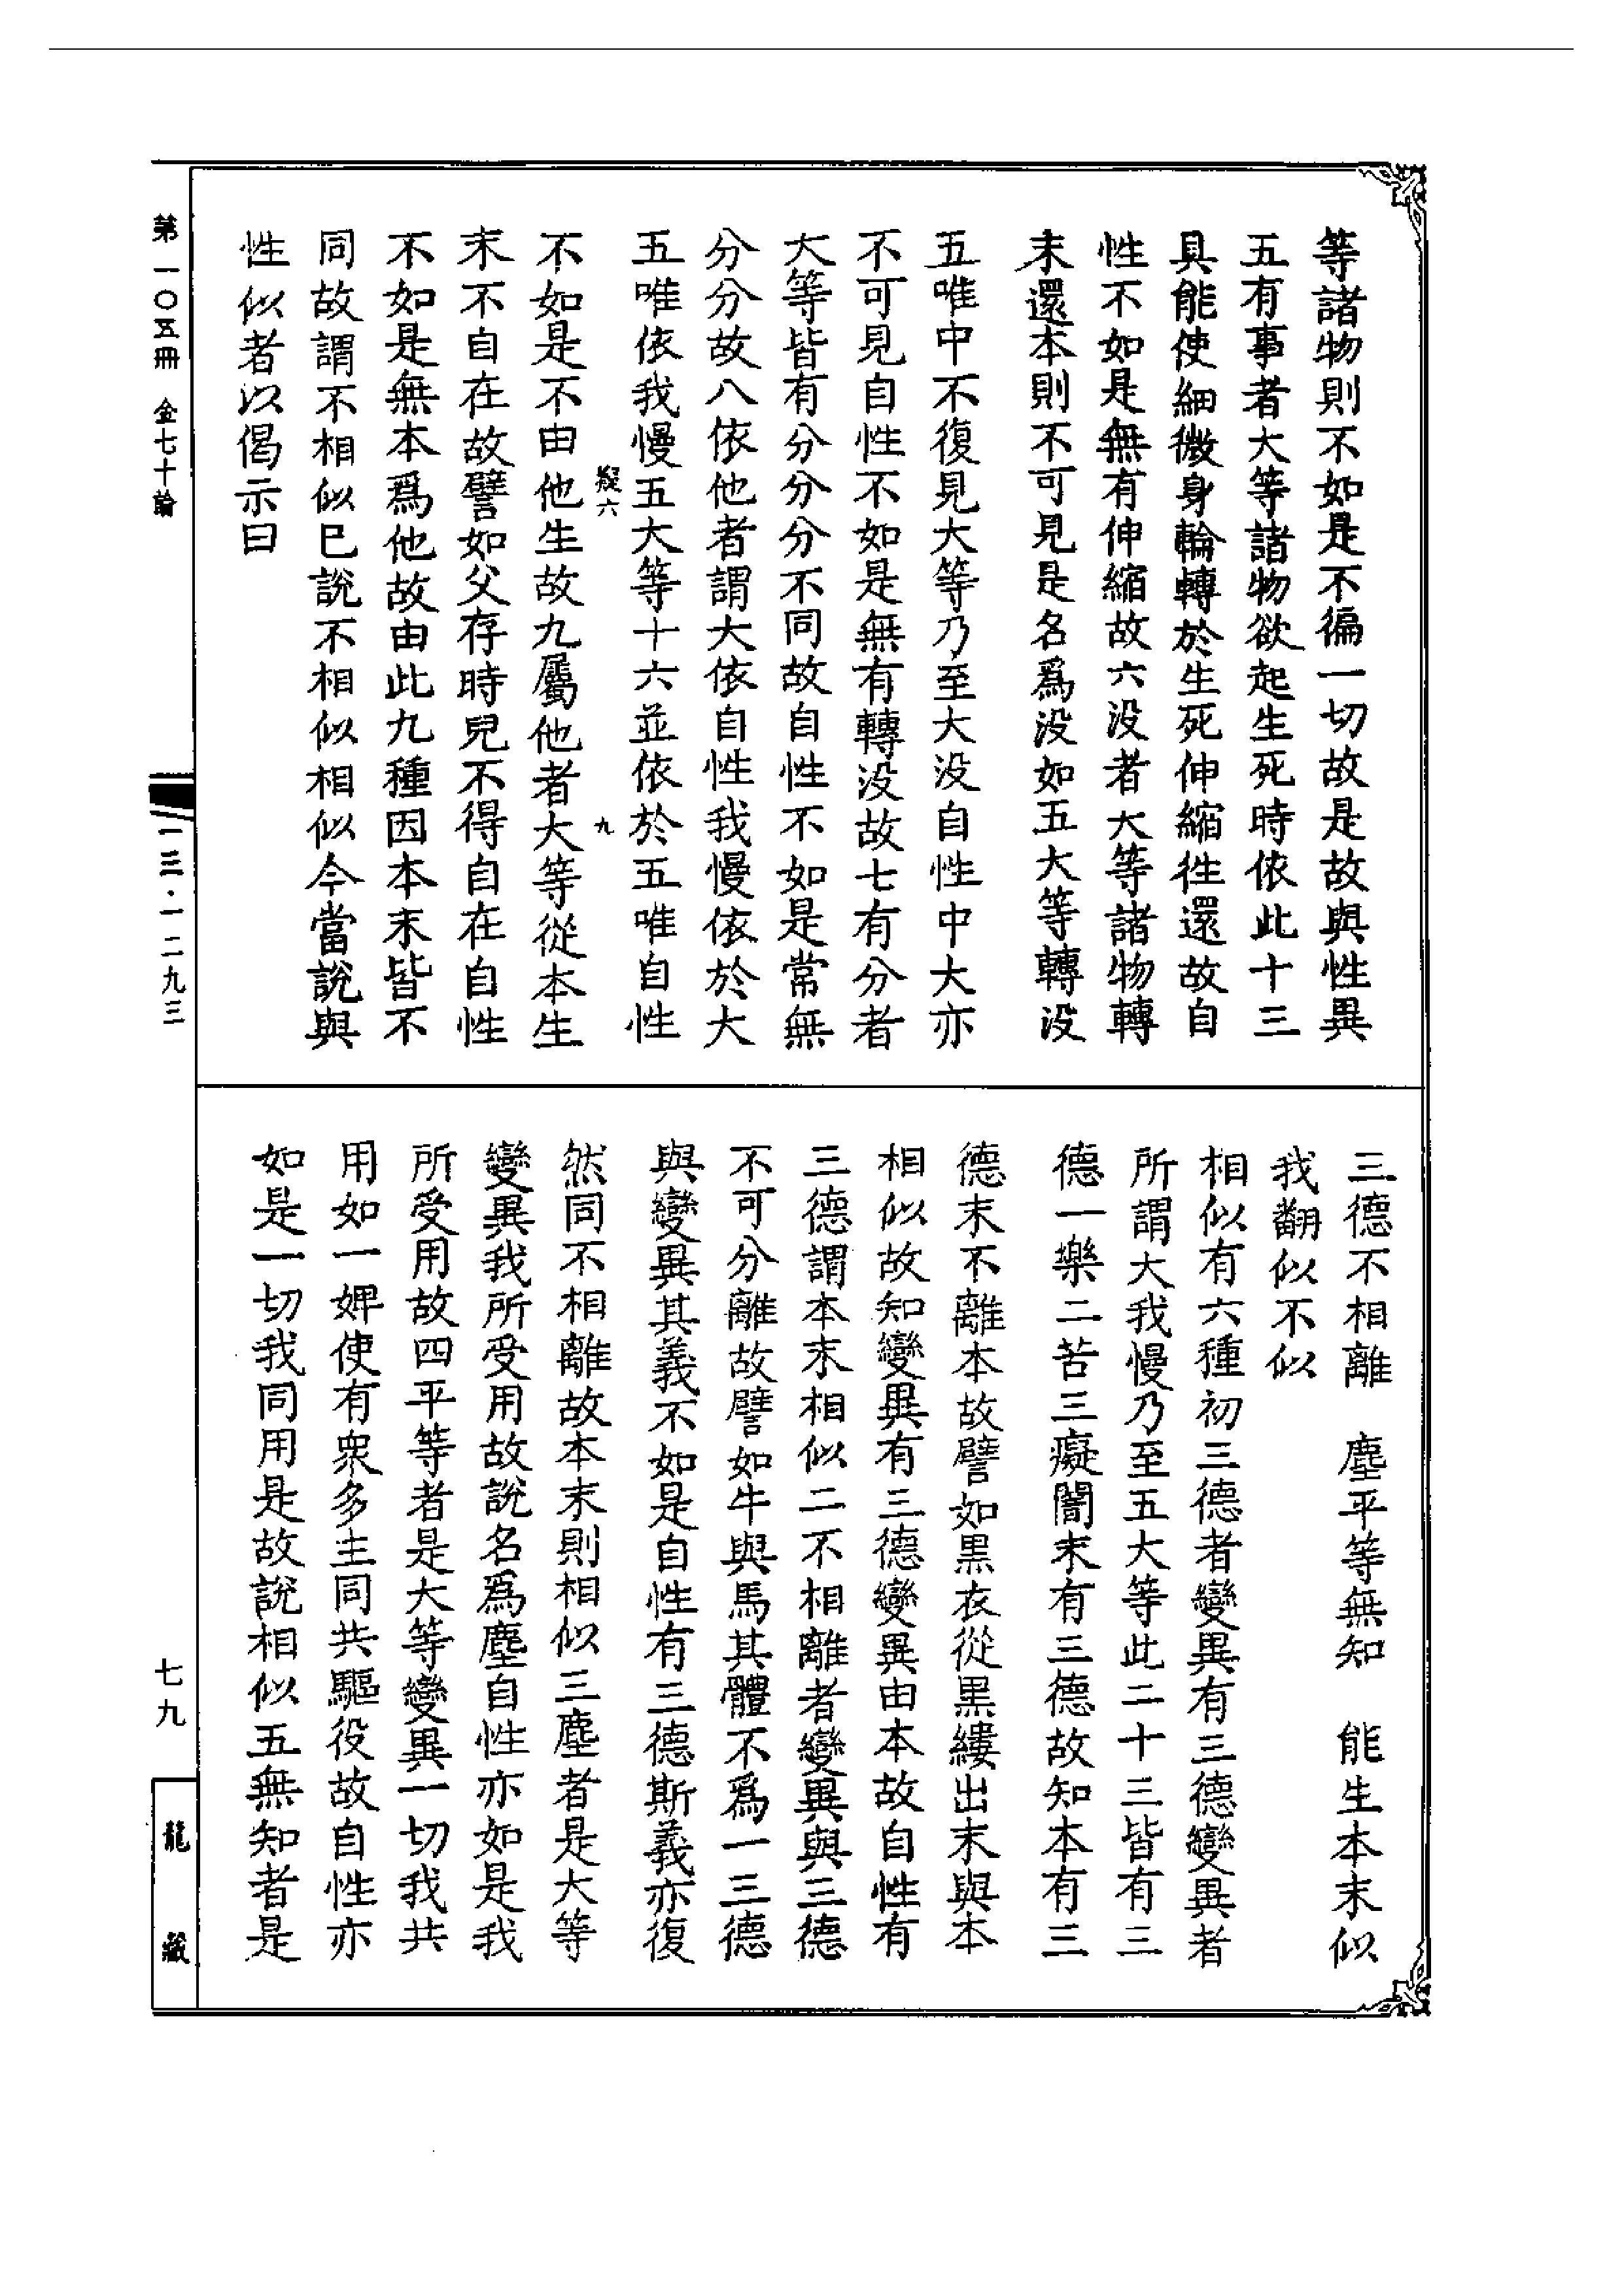 等諸物則不如是不徧一切故是故與性異
五有事者大等諸物欲起生死時依此十三
具能使細微身輪轉於生死伸縮徃還故自
性不如是無有伸縮故六没者大等諸物轉
末還本則不可見是名爲没如五大等轉没
五唯中不復見大等乃至大没自性中大亦
不可見自性不如是無有轉没故七有分者
大等皆有分分分不同故自性不如是常無
分分故八依他者謂大依自性我慢依於大
五唯依我慢五大等十六並依於五唯自性
疑六 九
不如是不由他生故九屬他者大等從本生
末不自在故譬如父存時兒不得自在自性
不如是無本爲他故由此九種因本末皆不
同故謂不相似已說不相似相似今當說與
性似者以偈示曰
三德不相離 塵平等無知 能生本末似
我翻似不似
相似有六種初三德者變異有三德變異者
所謂大我慢乃至五大等此二十三皆有三
德一樂二苦三癡闇末有三德故知本有三
德末不離本故譬如黑衣從黑縷出末與本
相似故知變異有三德變異由本故自性有
三德謂本末相似二不相離者變異與三德
不可分離故譬如牛與馬其體不爲一三德
與變異其義不如是自性有三德斯義亦復
然同不相離故本末則相似三塵者是大等
變異我所受用故說名爲塵自性亦如是我
所受用故四平等者是大等變異一切我共
用如一婢使有衆多主同共驅役故自性亦
如是一切我同用是故說相似五無知者是
第一〇五冊 金七十論
一三·一二九三
七九
龍藏